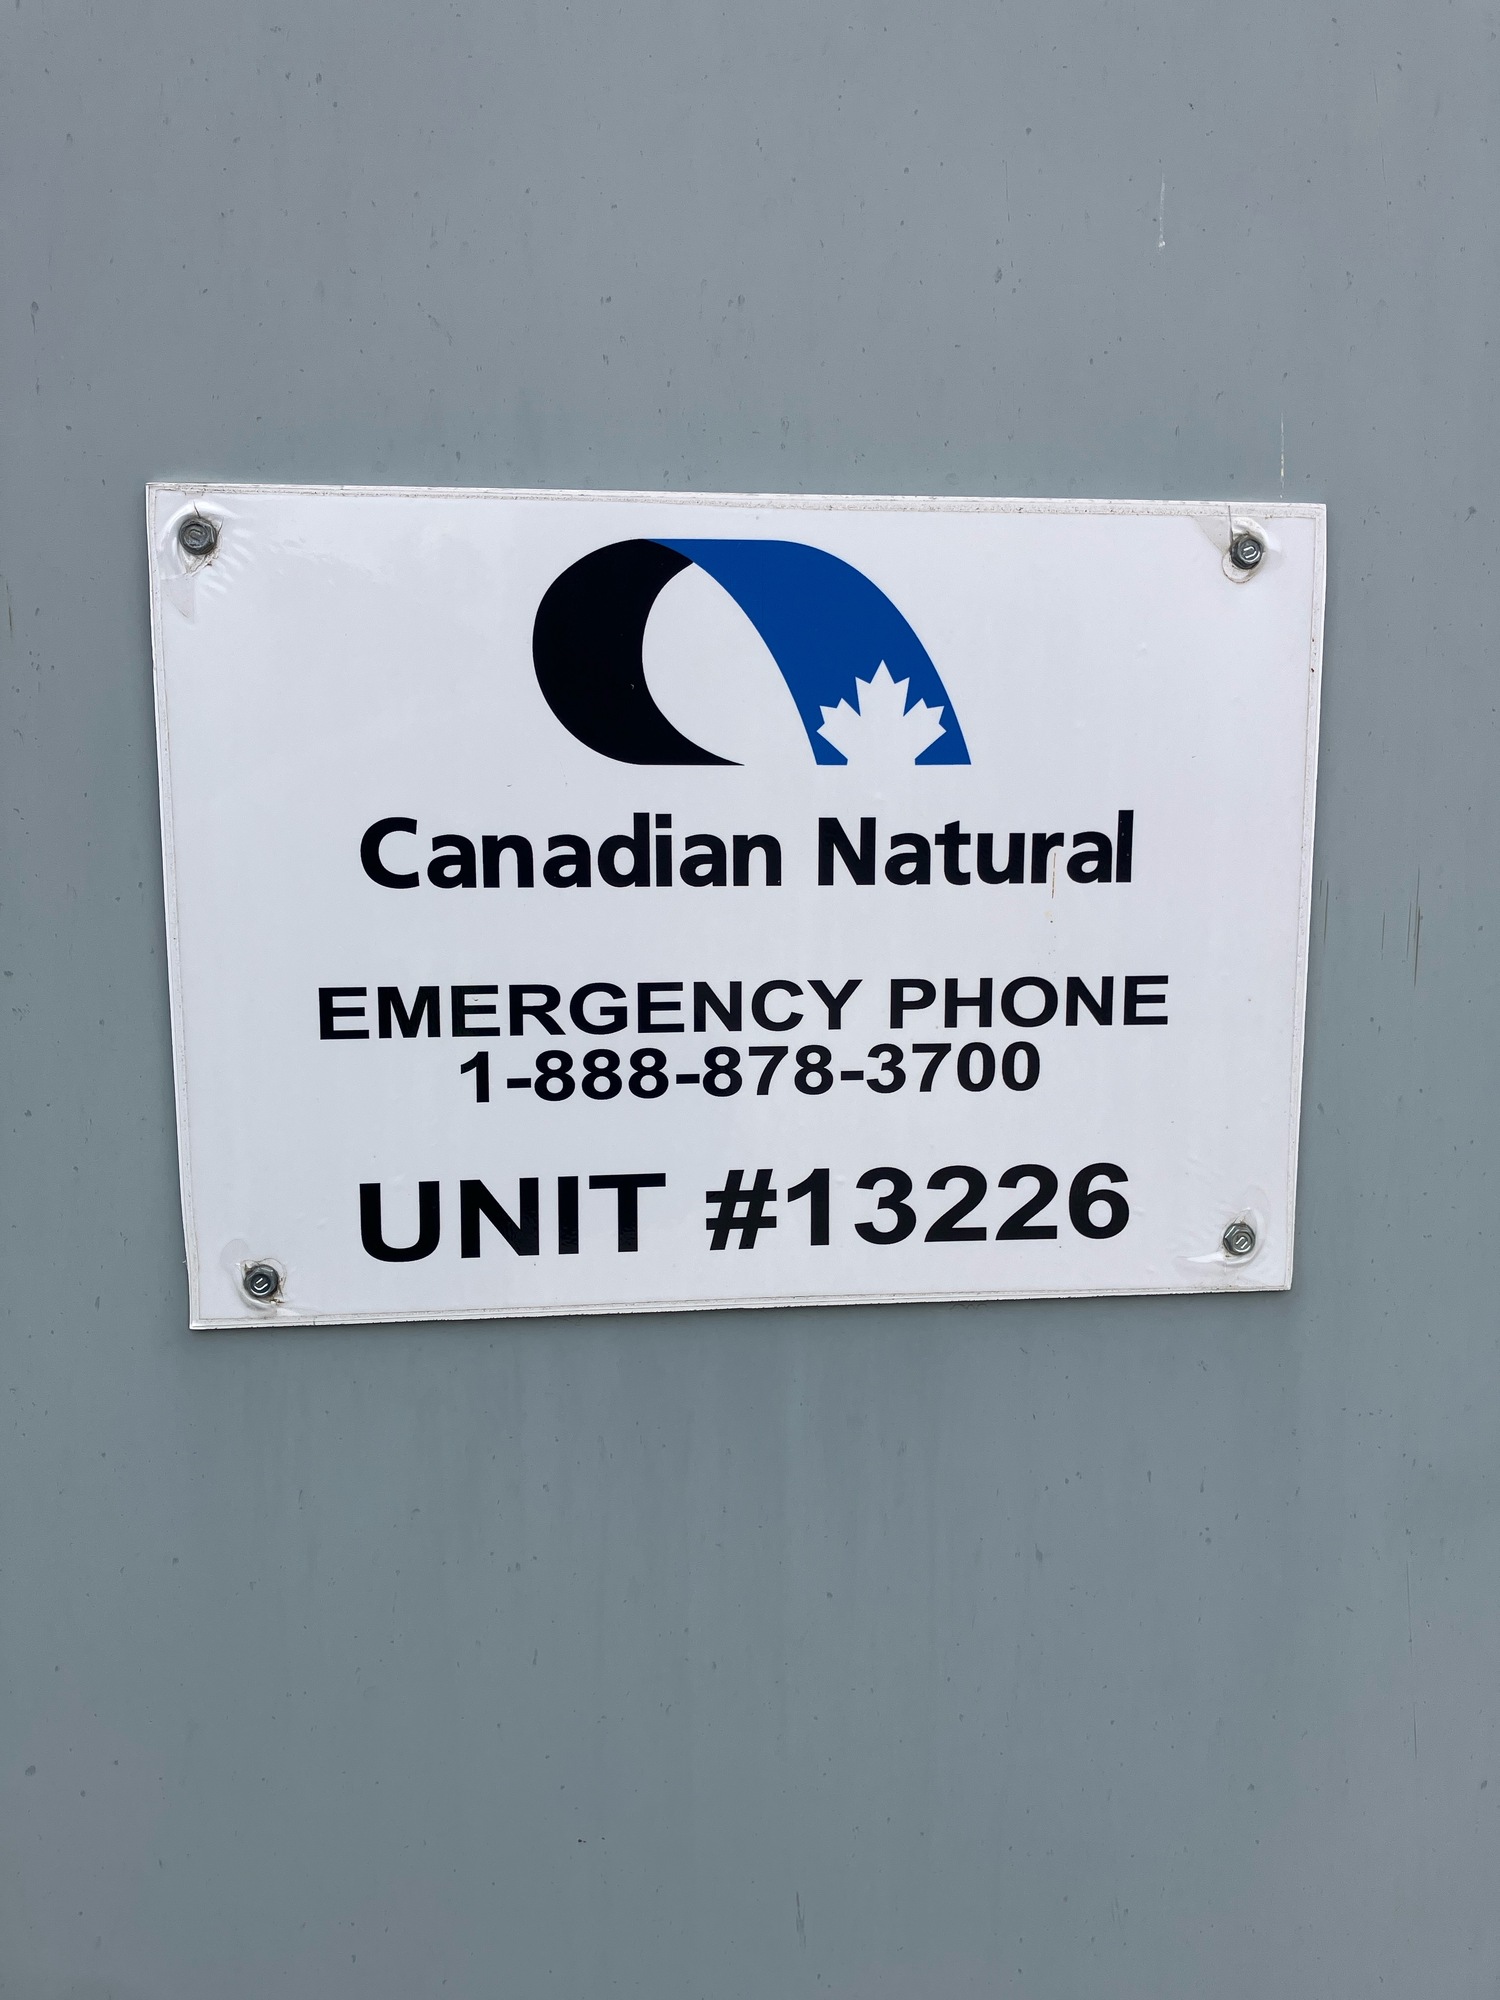 Canadian Natural
EMERGENCY PHONE
1-888-878-3700
UNIT #13226